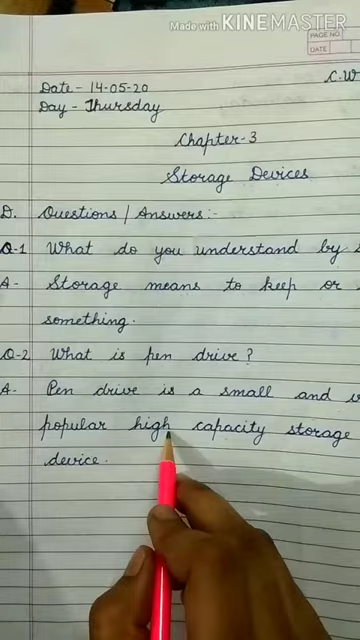 Made with KINEMASTER
PAGE NO.
DATE
C.W
Date - 14-05-20
Day - Thursday
Chapter-3
Storage Devices
D. Questions / Answers :-
Q-1 What do you understand by
A- Storage means to keep or
something.
Q-2 What is pen drive?
A- Pen drive is a small and
popular high capacity storage
device.